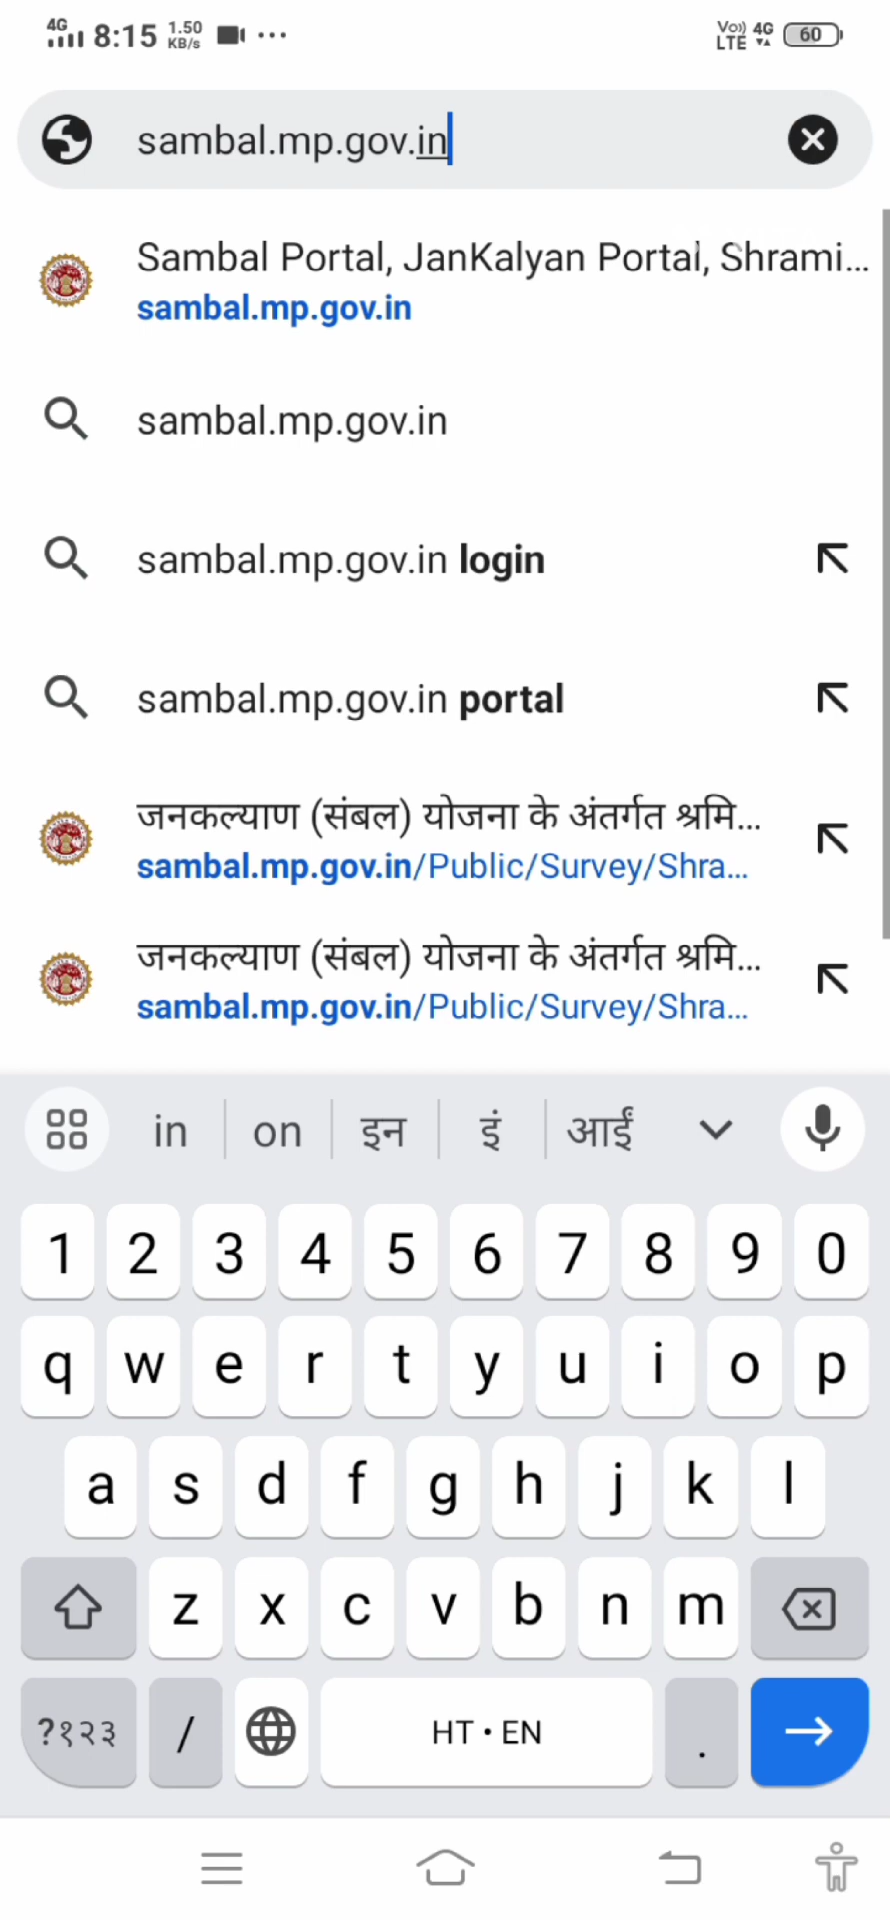 4G 8:15 1.50 KB/s ... Vo)) LTE 4G 60
sambal.mp.gov.in
Sambal Portal, JanKalyan Portal, Shrami...
sambal.mp.gov.in
sambal.mp.gov.in
sambal.mp.gov.in login
sambal.mp.gov.in portal
जनकल्याण (संबल) योजना के अंतर्गत श्रमि...
sambal.mp.gov.in/Public/Survey/Shra...
जनकल्याण (संबल) योजना के अंतर्गत श्रमि...
sambal.mp.gov.in/Public/Survey/Shra...
in on इन इं आईं
1 2 3 4 5 6 7 8 9 0
q w e r t y u i o p
a s d f g h j k l
z x c v b n m
?१२३ / HT • EN .